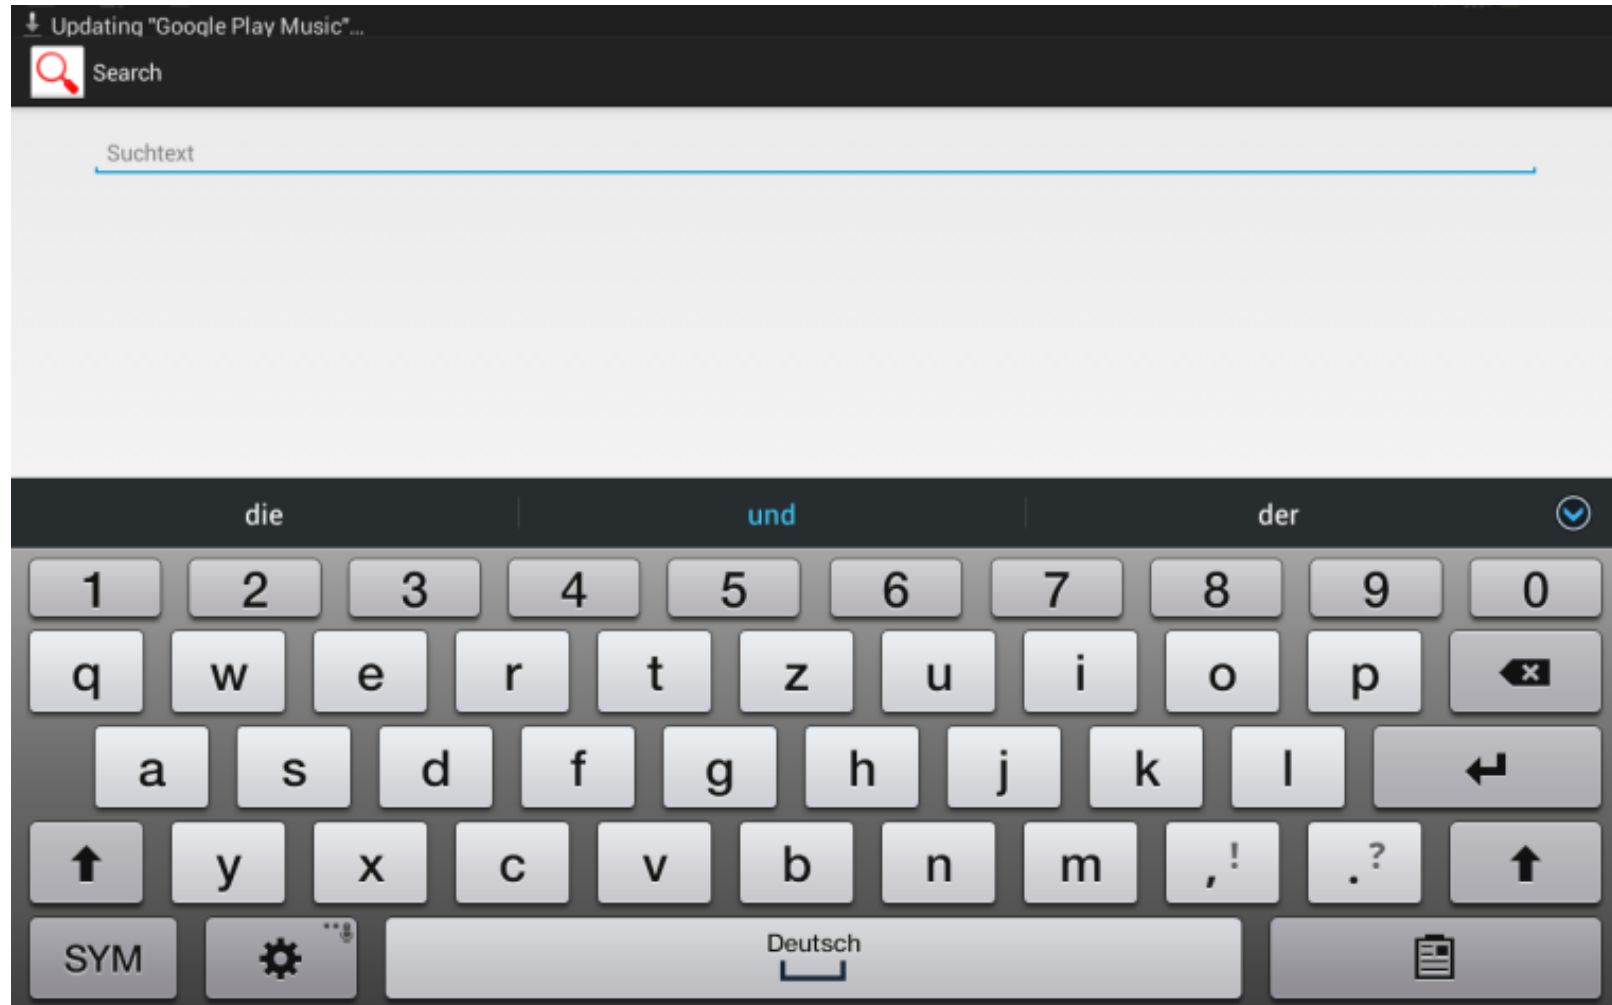 Updating "Google Play Music"...
Search
Suchtext
die und der
1 2 3 4 5 6 7 8 9 0
q w e r t z u i o p
a s d f g h j k l
y x c v b n m , ! . ?
SYM Deutsch